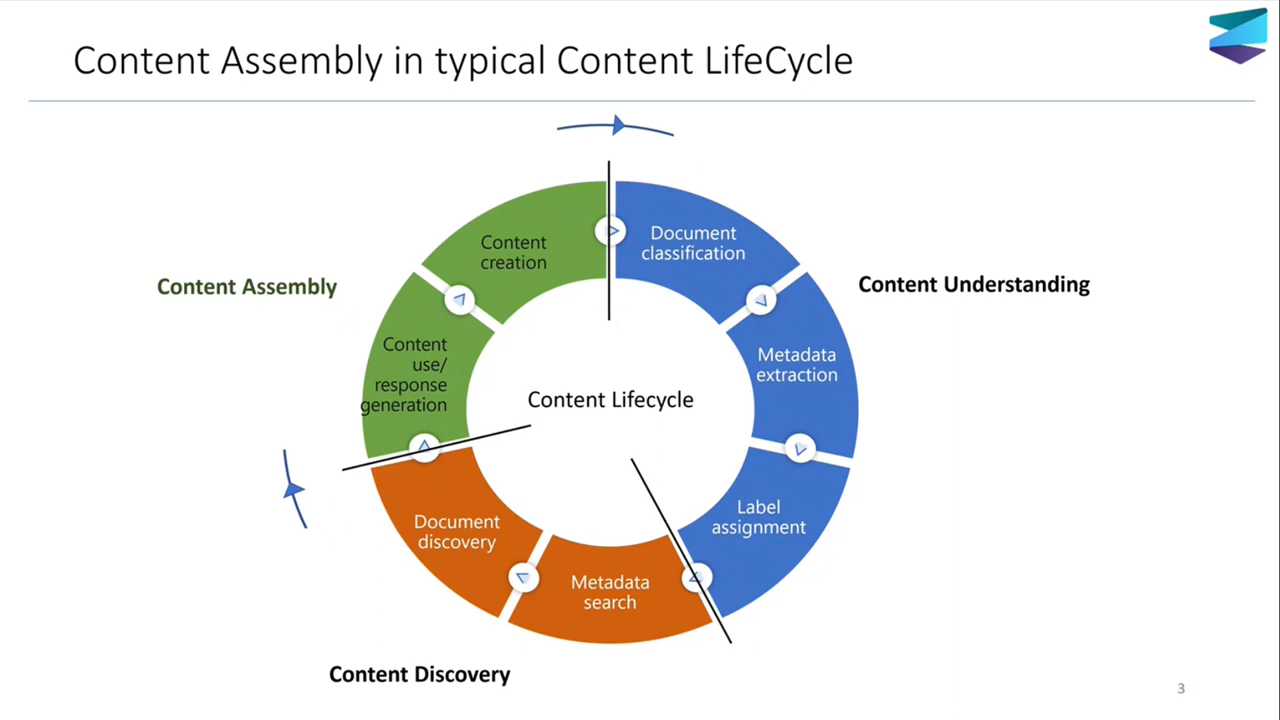 Content Assembly in typical Content LifeCycle
Content
creation
Document
classification
Content Assembly
Content Understanding
Content
use/
response
generation
Metadata
extraction
Content Lifecycle
Label
assignment
Document
discovery
Metadata
search
Content Discovery
3